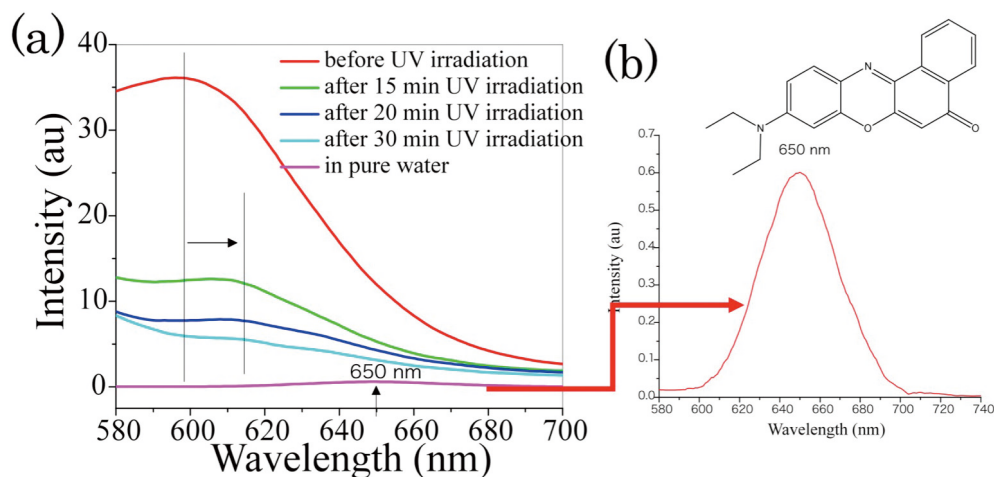 (a)
40
30
20
10
0
Intensity (au)
before UV irradiation
after 15 min UV irradiation
after 20 min UV irradiation
after 30 min UV irradiation
in pure water
650 nm
580 600 620 640 660 680 700
Wavelength (nm)
(b)
N
N
O
O
650 nm
0.7
0.6
0.5
0.4
0.3
0.2
0.1
0.0
Intensity (au)
580 600 620 640 660 680 700 720 740
Wavelength (nm)